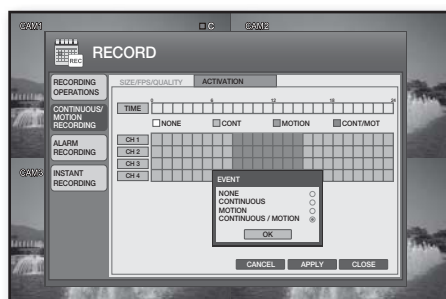 CAM1
C
CAM2
REC
RECORD
RECORDING
OPERATIONS
CONTINUOUS/
MOTION
RECORDING
ALARM
RECORDING
INSTANT
RECORDING
CAM3
SIZE/FPS/QUALITY
ACTIVATION
0 6 12 18 24
TIME
NONE CONT MOTION CONT/MOT
CH 1
CH 2
CH 3
CH 4
EVENT
NONE
CONTINUOUS
MOTION
CONTINUOUS / MOTION
OK
CANCEL APPLY CLOSE